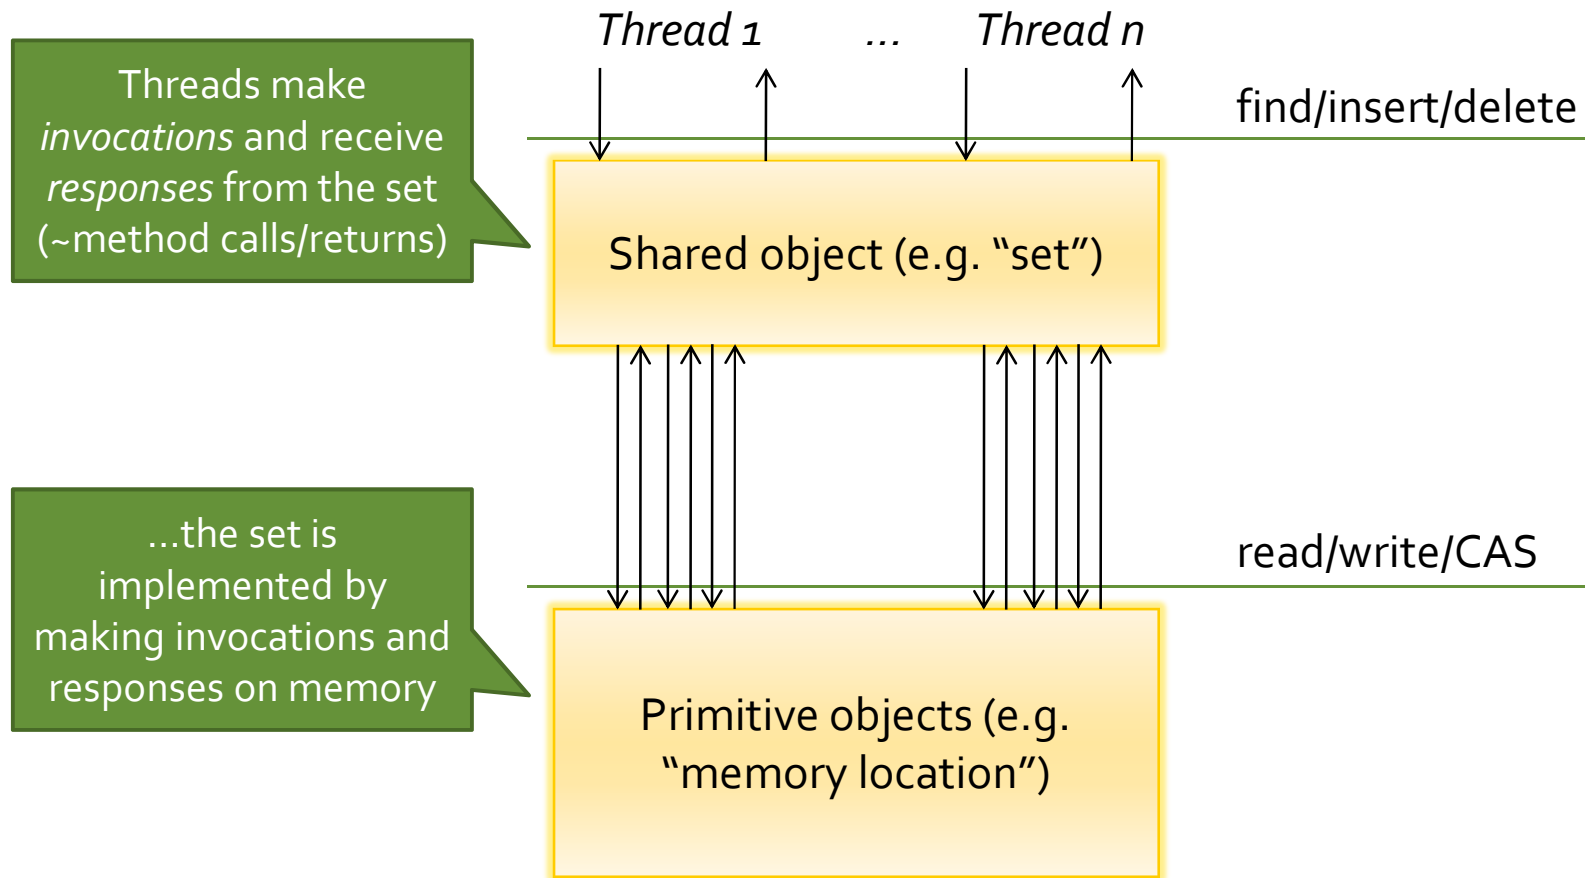 Thread 1 ... Thread n
Threads make
invocations and receive
responses from the set
(~method calls/returns)
find/insert/delete
Shared object (e.g. “set”)
...the set is
implemented by
making invocations and
responses on memory
read/write/CAS
Primitive objects (e.g.
“memory location”)